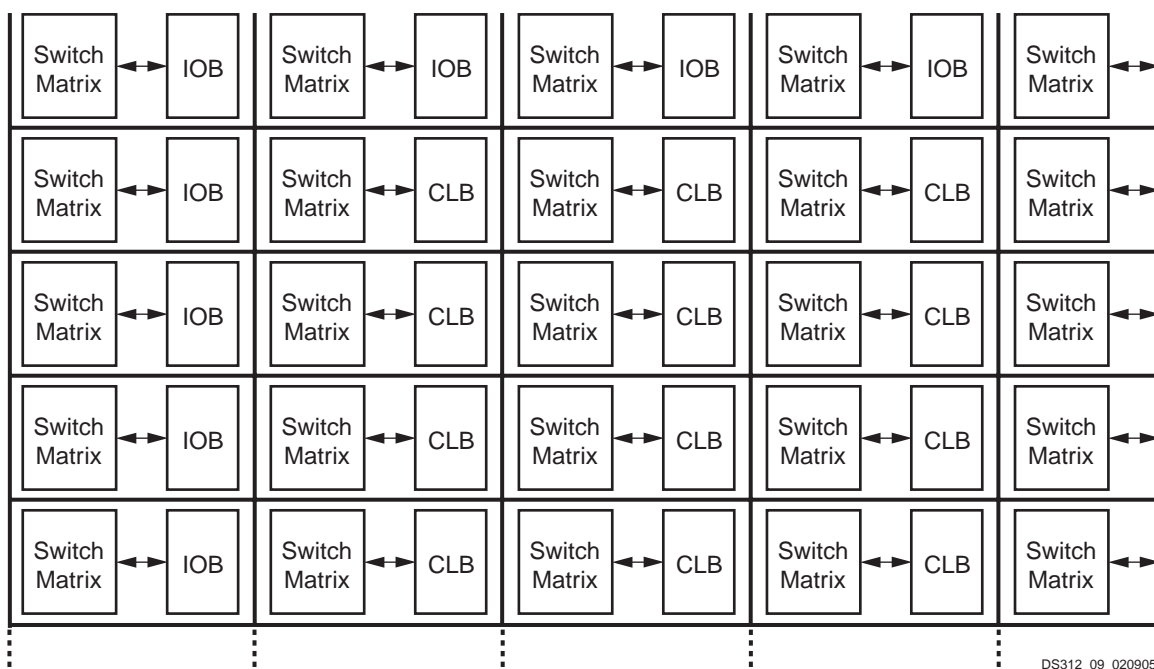 Switch
Matrix
IOB
Switch
Matrix
IOB
Switch
Matrix
IOB
Switch
Matrix
IOB
Switch
Matrix
Switch
Matrix
IOB
Switch
Matrix
CLB
Switch
Matrix
CLB
Switch
Matrix
CLB
Switch
Matrix
Switch
Matrix
IOB
Switch
Matrix
CLB
Switch
Matrix
CLB
Switch
Matrix
CLB
Switch
Matrix
Switch
Matrix
IOB
Switch
Matrix
CLB
Switch
Matrix
CLB
Switch
Matrix
CLB
Switch
Matrix
Switch
Matrix
IOB
Switch
Matrix
CLB
Switch
Matrix
CLB
Switch
Matrix
CLB
Switch
Matrix
DS312_09_020905